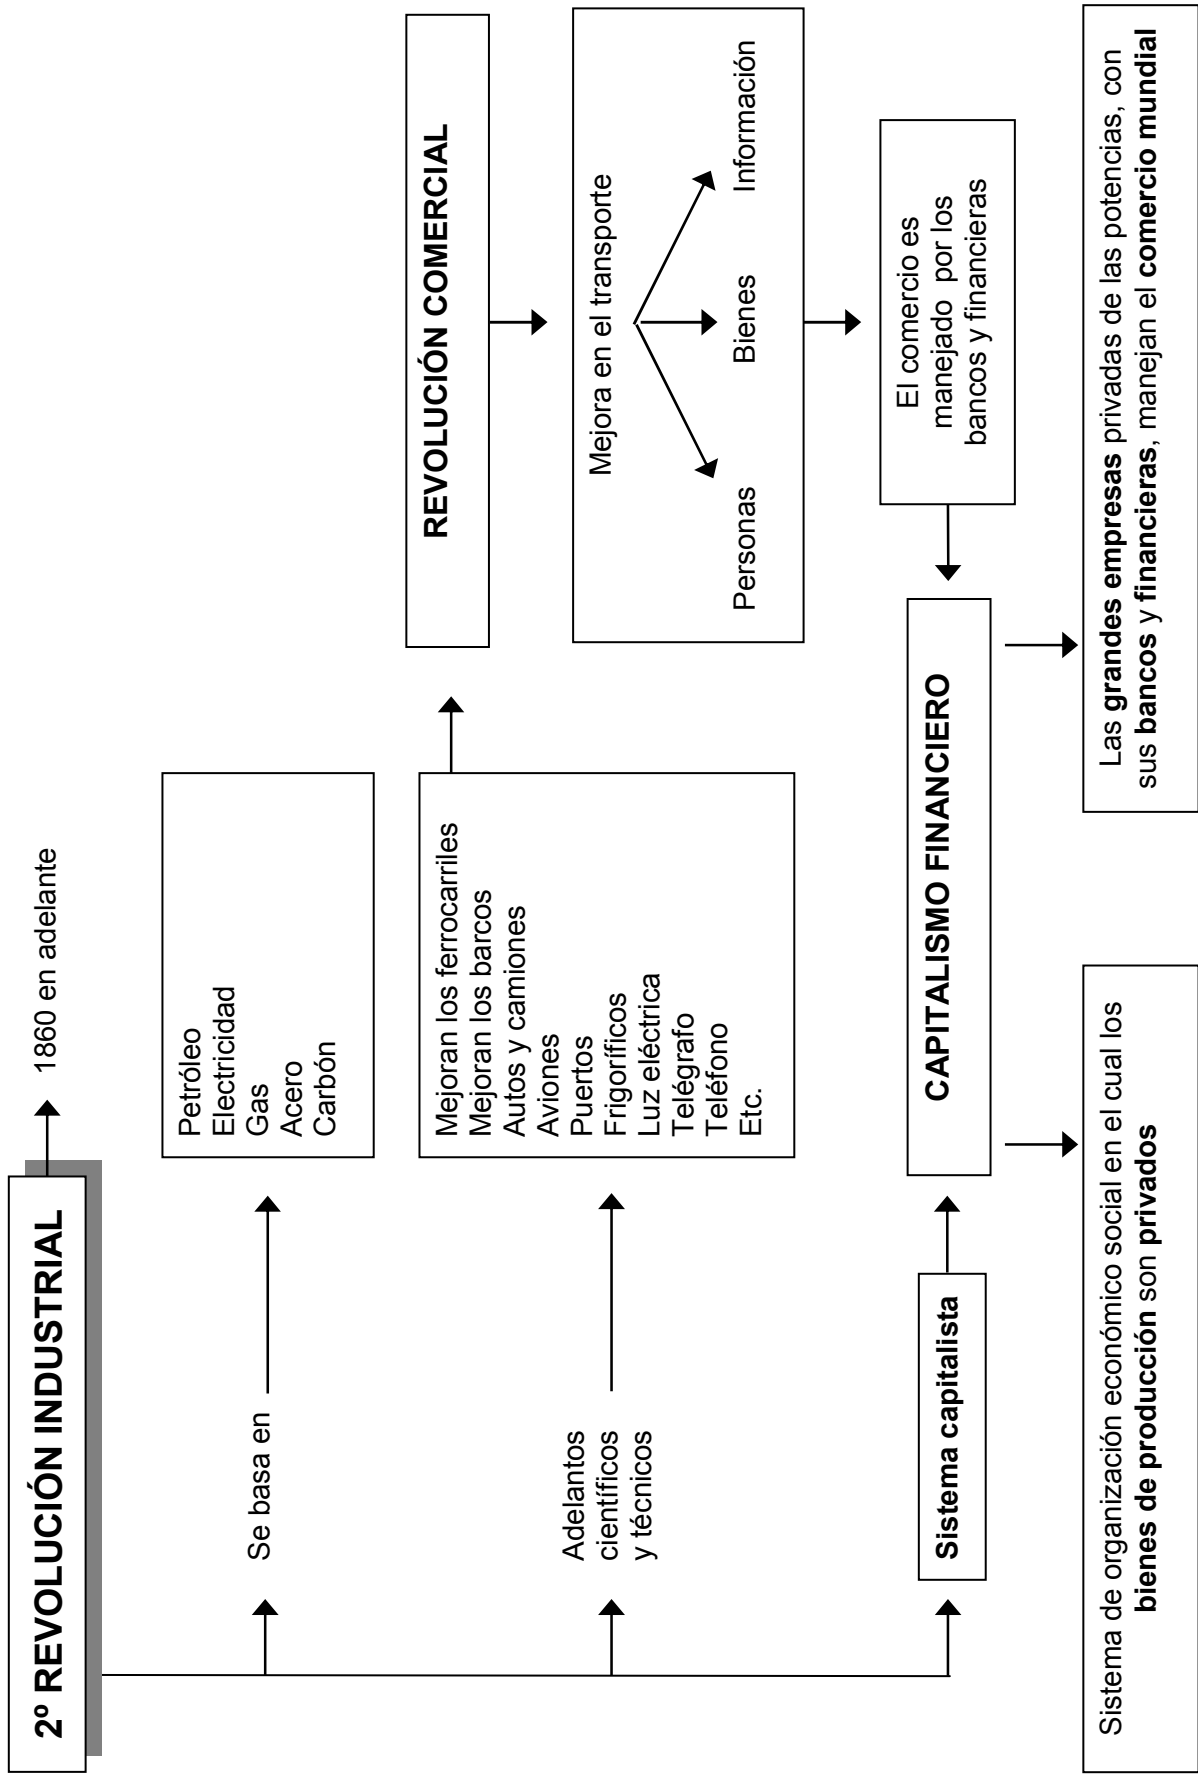 2º REVOLUCIÓN INDUSTRIAL
1860 en adelante
Se basa en
Petróleo
Electricidad
Gas
Acero
Carbón
Adelantos
científicos
y técnicos
Mejoran los ferrocarriles
Mejoran los barcos
Autos y camiones
Aviones
Puertos
Frigoríficos
Luz eléctrica
Telégrafo
Teléfono
Etc.
REVOLUCIÓN COMERCIAL
Mejora en el transporte
Personas
Bienes
Información
El comercio es
manejado por los
bancos y financieras
Sistema capitalista
CAPITALISMO FINANCIERO
Sistema de organización económico social en el cual los
bienes de producción son privados
Las grandes empresas privadas de las potencias, con
sus bancos y financieras, manejan el comercio mundial